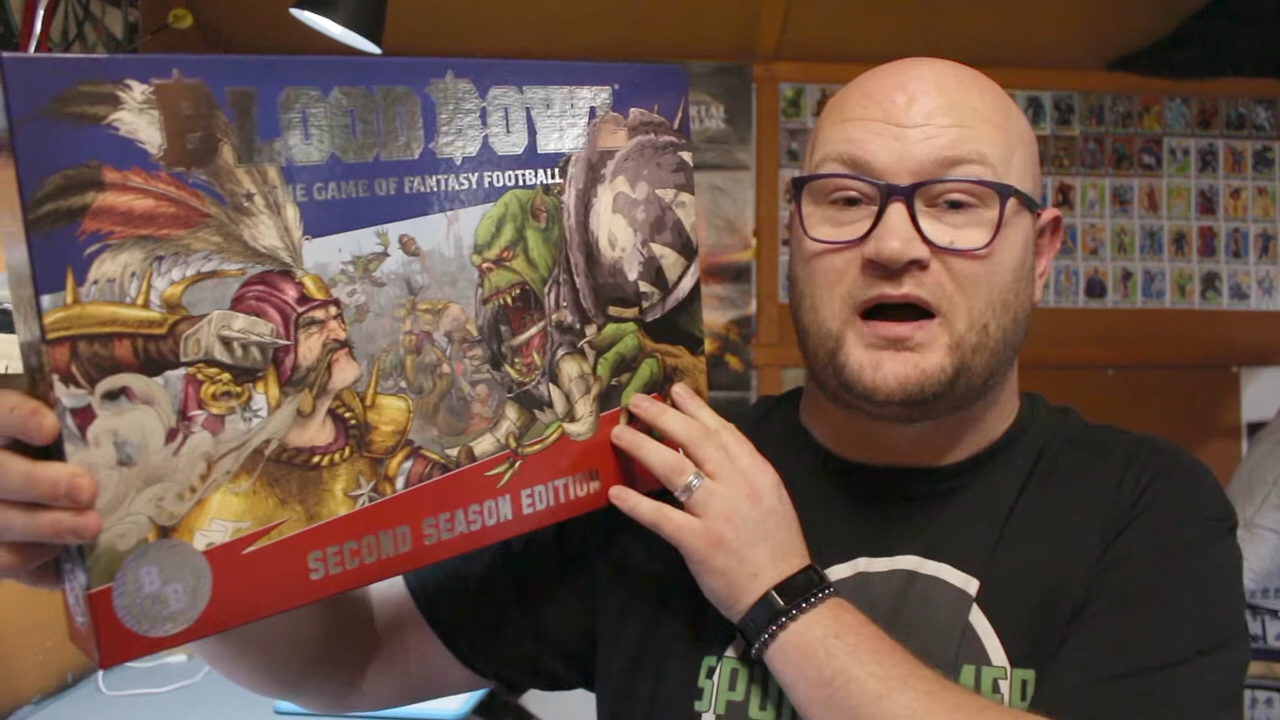 BLOOD BOWL
THE GAME OF FANTASY FOOTBALL
SECOND SEASON EDITION
B
B